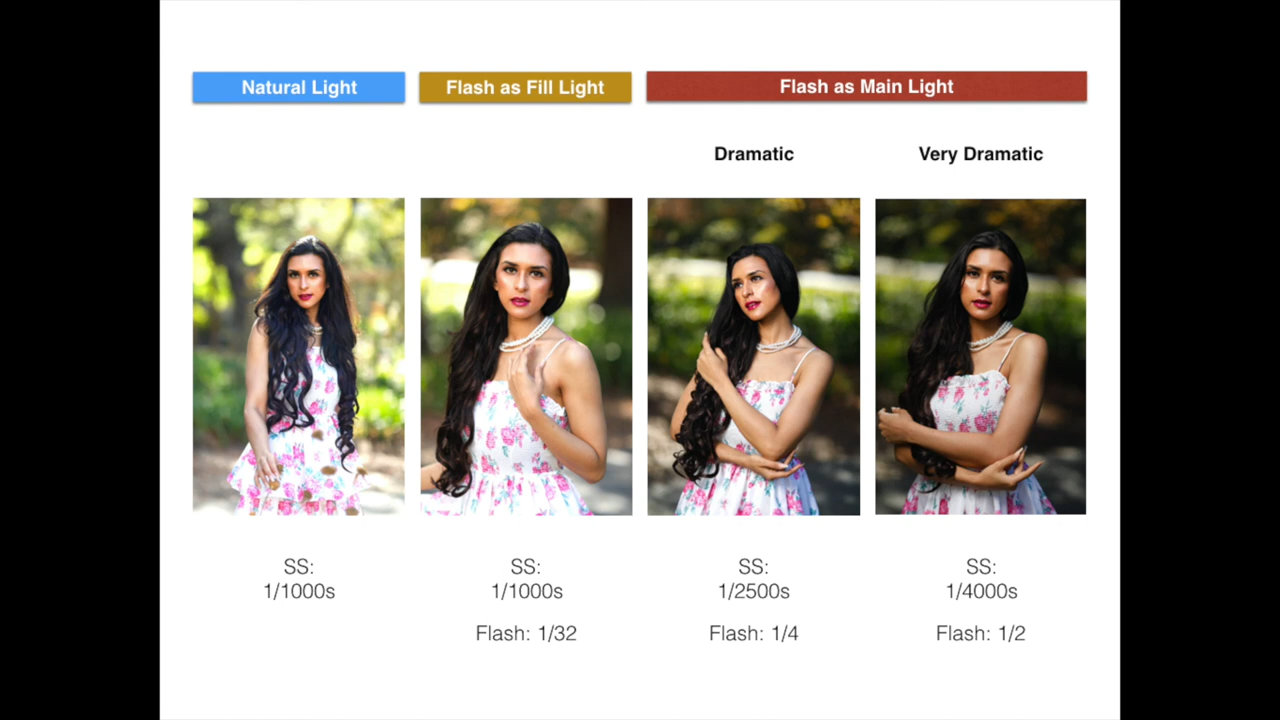 Natural Light
Flash as Fill Light
Flash as Main Light
Dramatic
Very Dramatic
SS:
1/1000s
SS:
1/1000s
Flash: 1/32
SS:
1/2500s
Flash: 1/4
SS:
1/4000s
Flash: 1/2